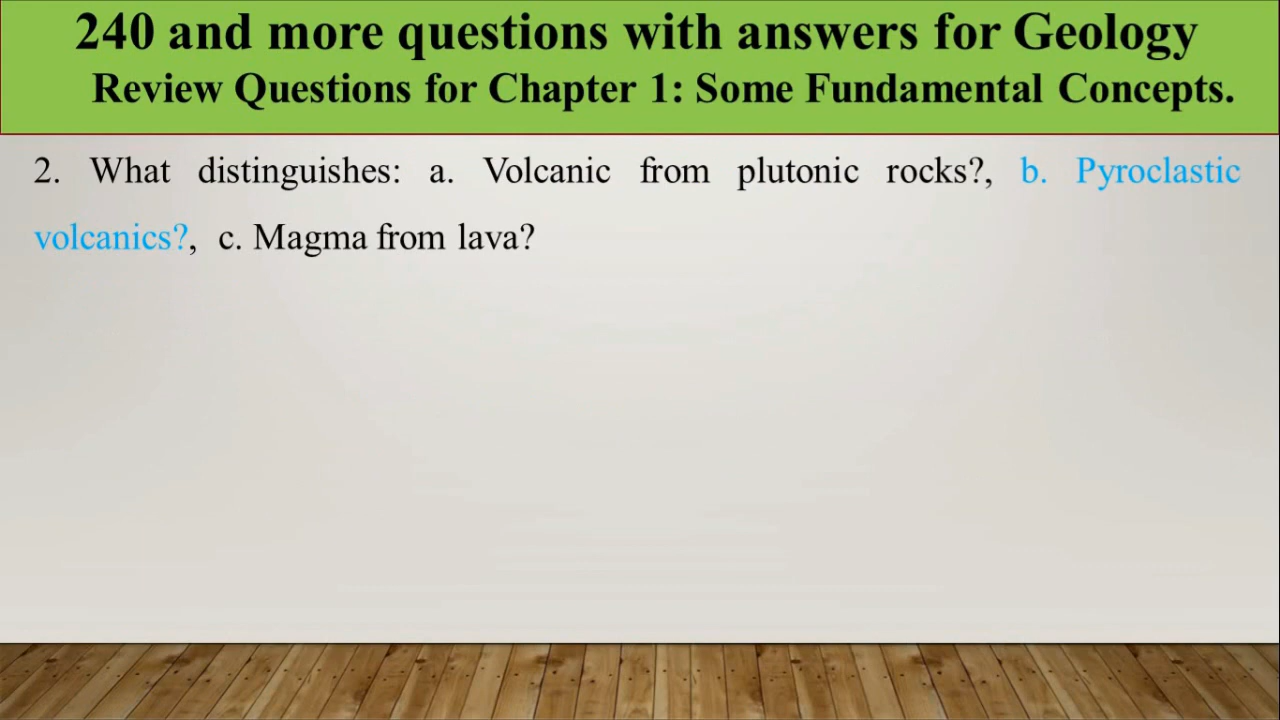 240 and more questions with answers for Geology
Review Questions for Chapter 1: Some Fundamental Concepts.
2. What distinguishes: a. Volcanic from plutonic rocks?, b. Pyroclastic
volcanics?, c. Magma from lava?